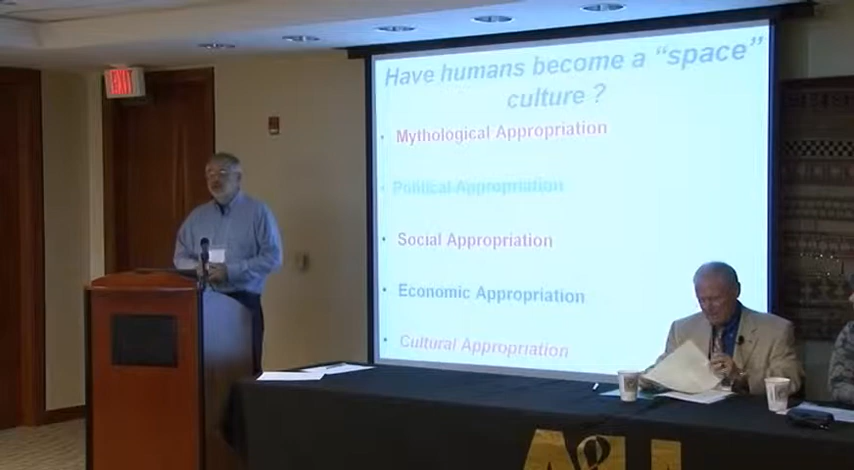 EXIT
Have humans become a “space”
culture ?
• Mythological Appropriation
• Political Appropriation
• Social Appropriation
• Economic Appropriation
• Cultural Appropriation